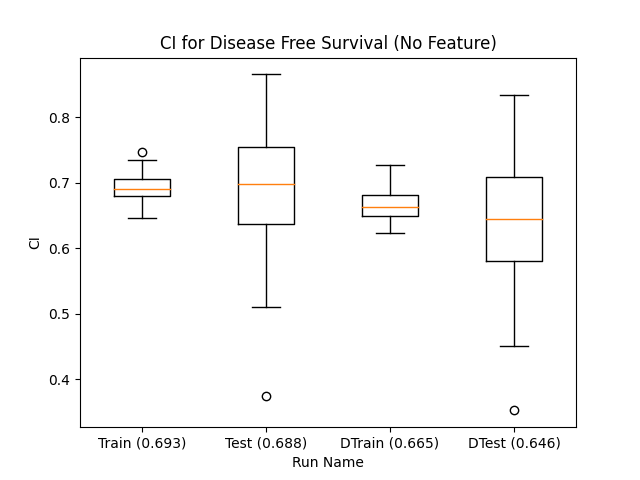 CI for Disease Free Survival (No Feature)
CI
0.8
0.7
0.6
0.5
0.4
Train (0.693)
Test (0.688)
DTrain (0.665)
DTest (0.646)
Run Name